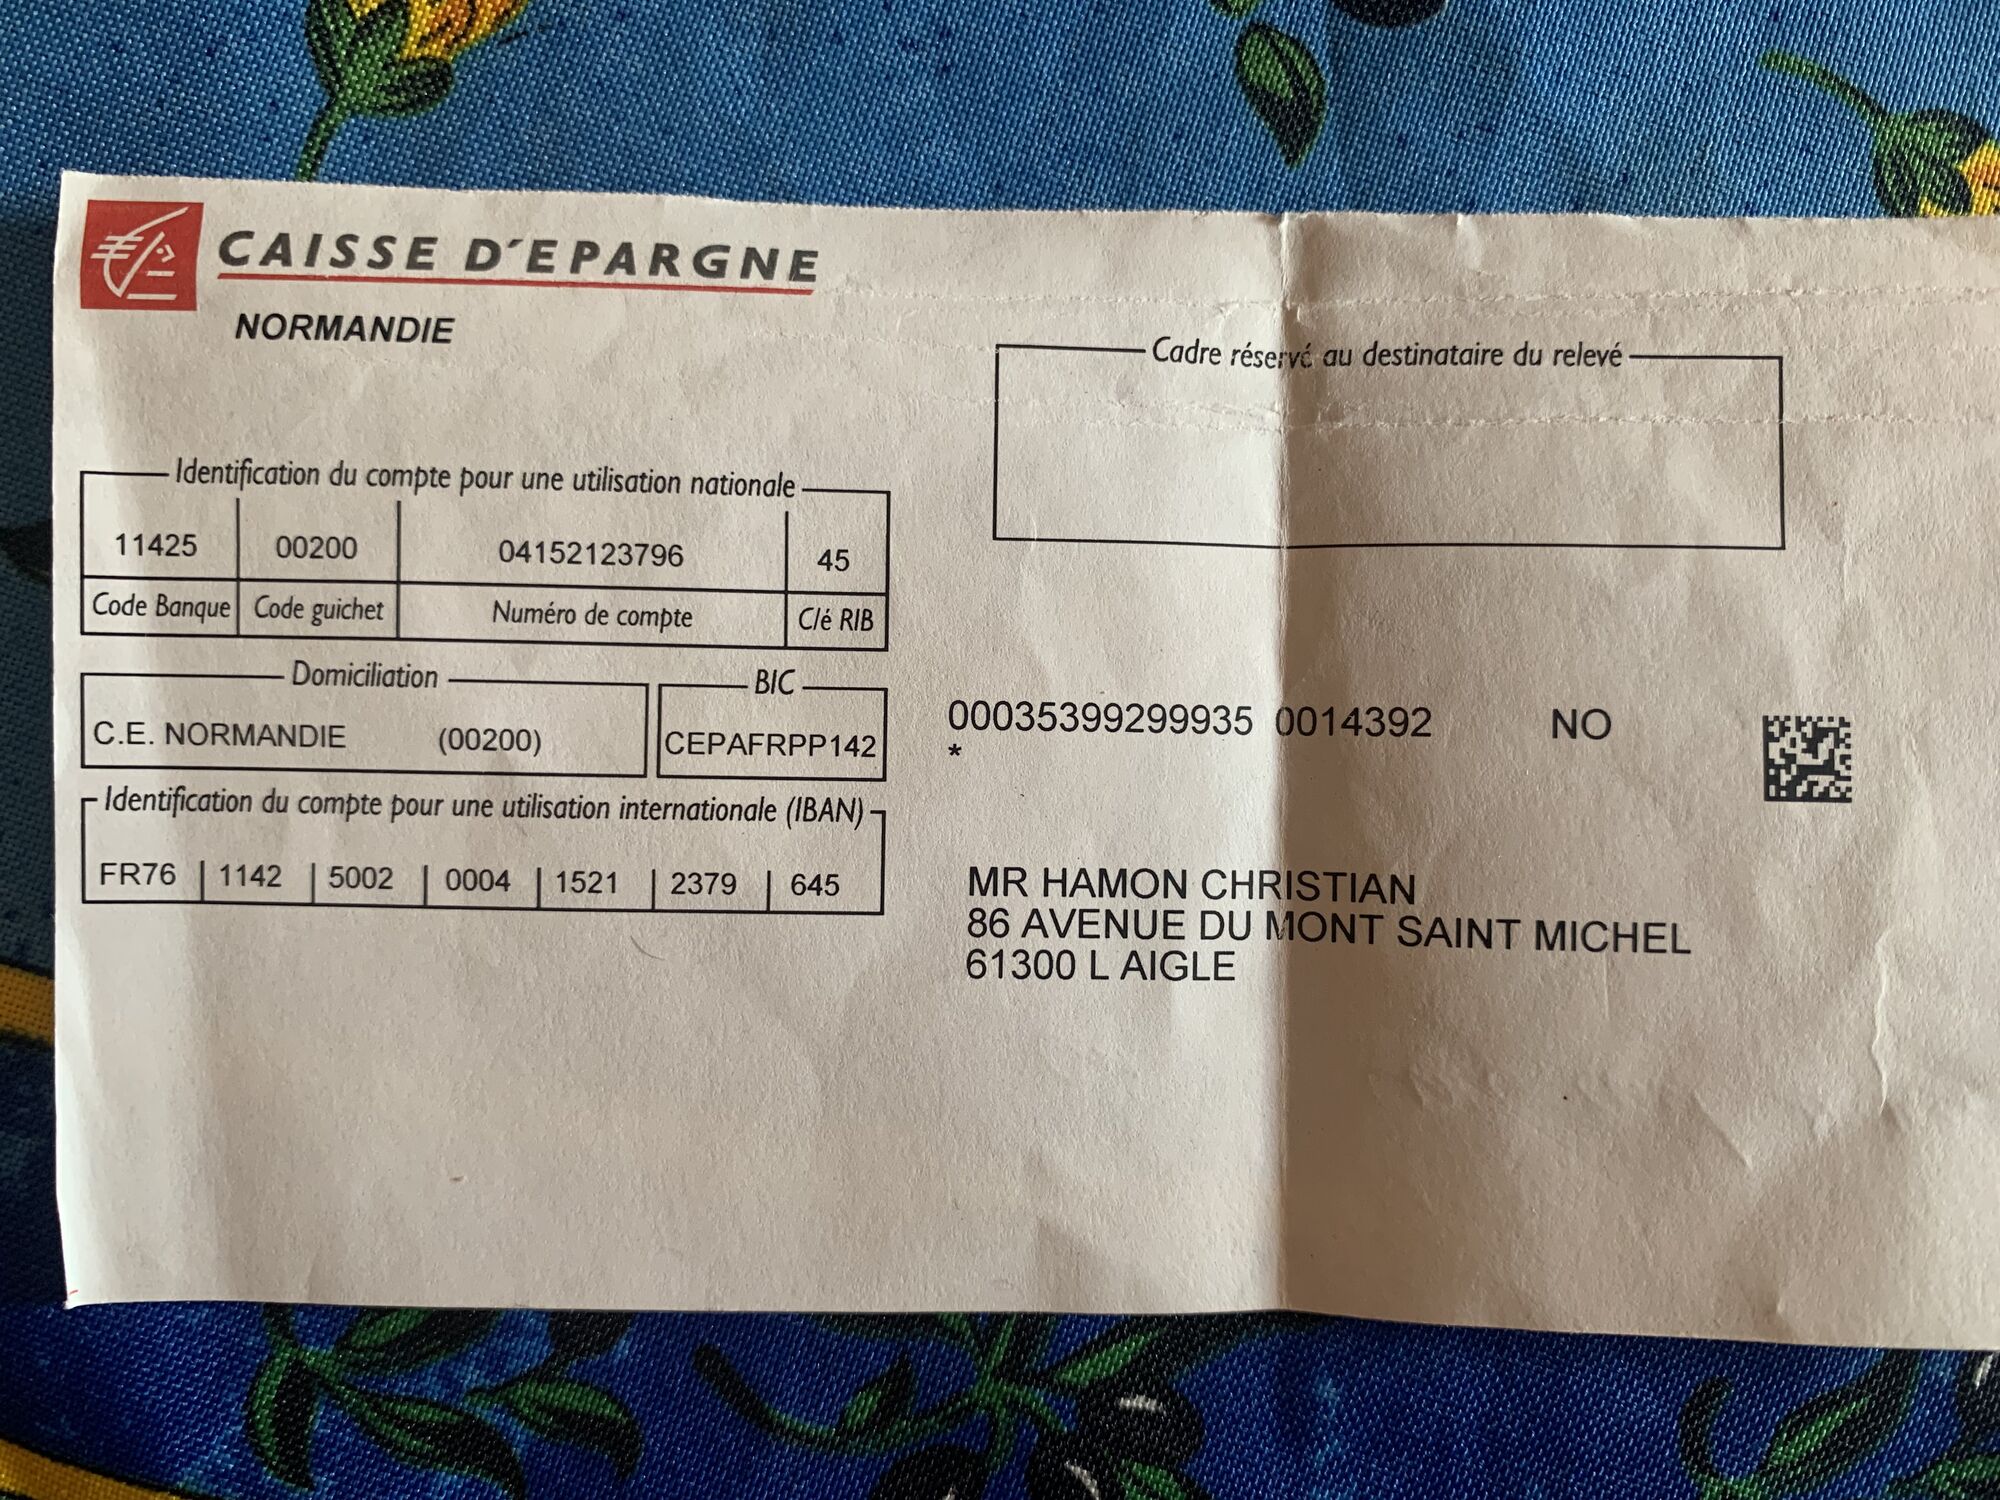 CAISSE D'EPARGNE
NORMANDIE
Cadre réservé au destinataire du relevé
Identification du compte pour une utilisation nationale
11425 00200 04152123796 45
Code Banque Code guichet Numéro de compte Clé RIB
Domiciliation BIC
C.E. NORMANDIE (00200) CEPAFRPP142
Identification du compte pour une utilisation internationale (IBAN)
FR76 1142 5002 0004 1521 2379 645
00035399299935 0014392 NO
*
MR HAMON CHRISTIAN
86 AVENUE DU MONT SAINT MICHEL
61300 L AIGLE